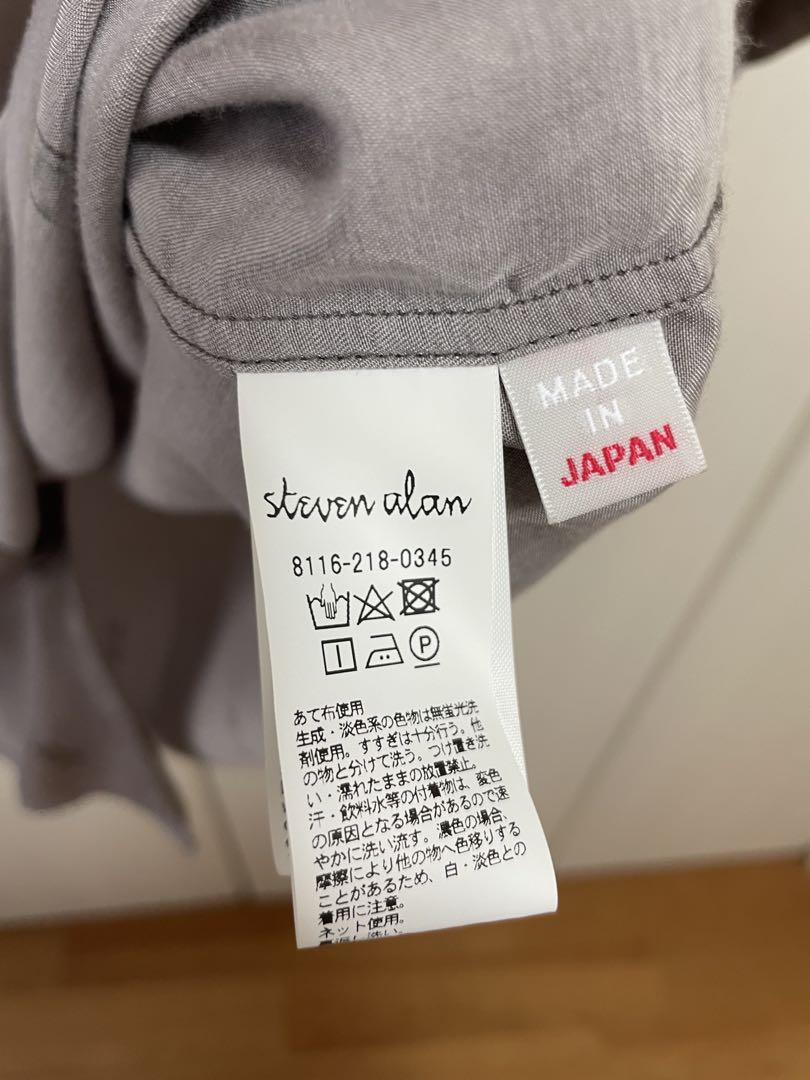 MADE
IN
JAPAN
steven alan
8116-218-0345
あて布使用
生成・淡色系の色物は無蛍光洗
剤使用。すすぎは十分行う。他
の物と分けて洗う。つけ置き洗
い・濡れたままの放置禁止。
汗・飲料水等の付着物は、変色
の原因となる場合があるので速
やかに洗い流す。濃色の場合、
摩擦により他の物へ色移りする
ことがあるため、白・淡色との
着用に注意。
ネット使用。